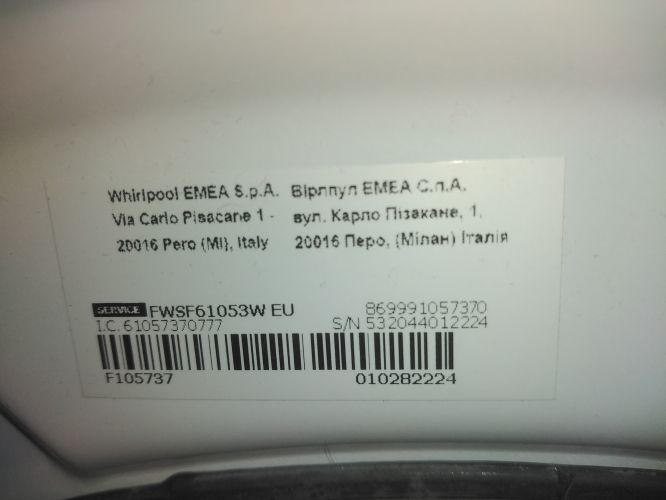 Whirlpool EMEA S.p.A. Вірлпул ЕМЕА С.п.А.
Via Carlo Pisacane 1 - вул. Карло Пізакане, 1,
20016 Pero (MI), Italy 20016 Перо, (Мілан) Італія
SERVICE FWSF61053W EU 869991057370
I.C. 61057370777 S/N 532044012224
F105737 010282224